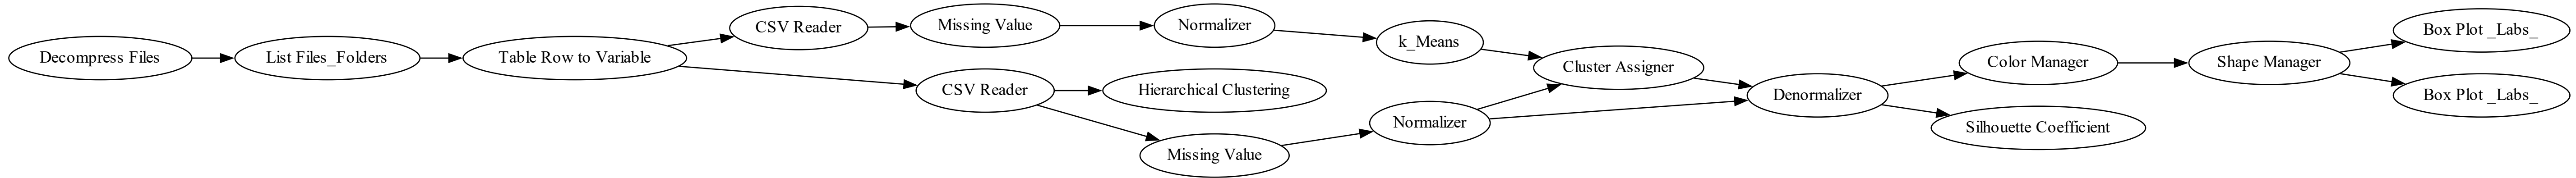 Decompress Files
List Files_Folders
Table Row to Variable
CSV Reader
Missing Value
Normalizer
k_Means
CSV Reader
Hierarchical Clustering
Missing Value
Normalizer
Cluster Assigner
Denormalizer
Color Manager
Silhouette Coefficient
Shape Manager
Box Plot _Labs_
Box Plot _Labs_